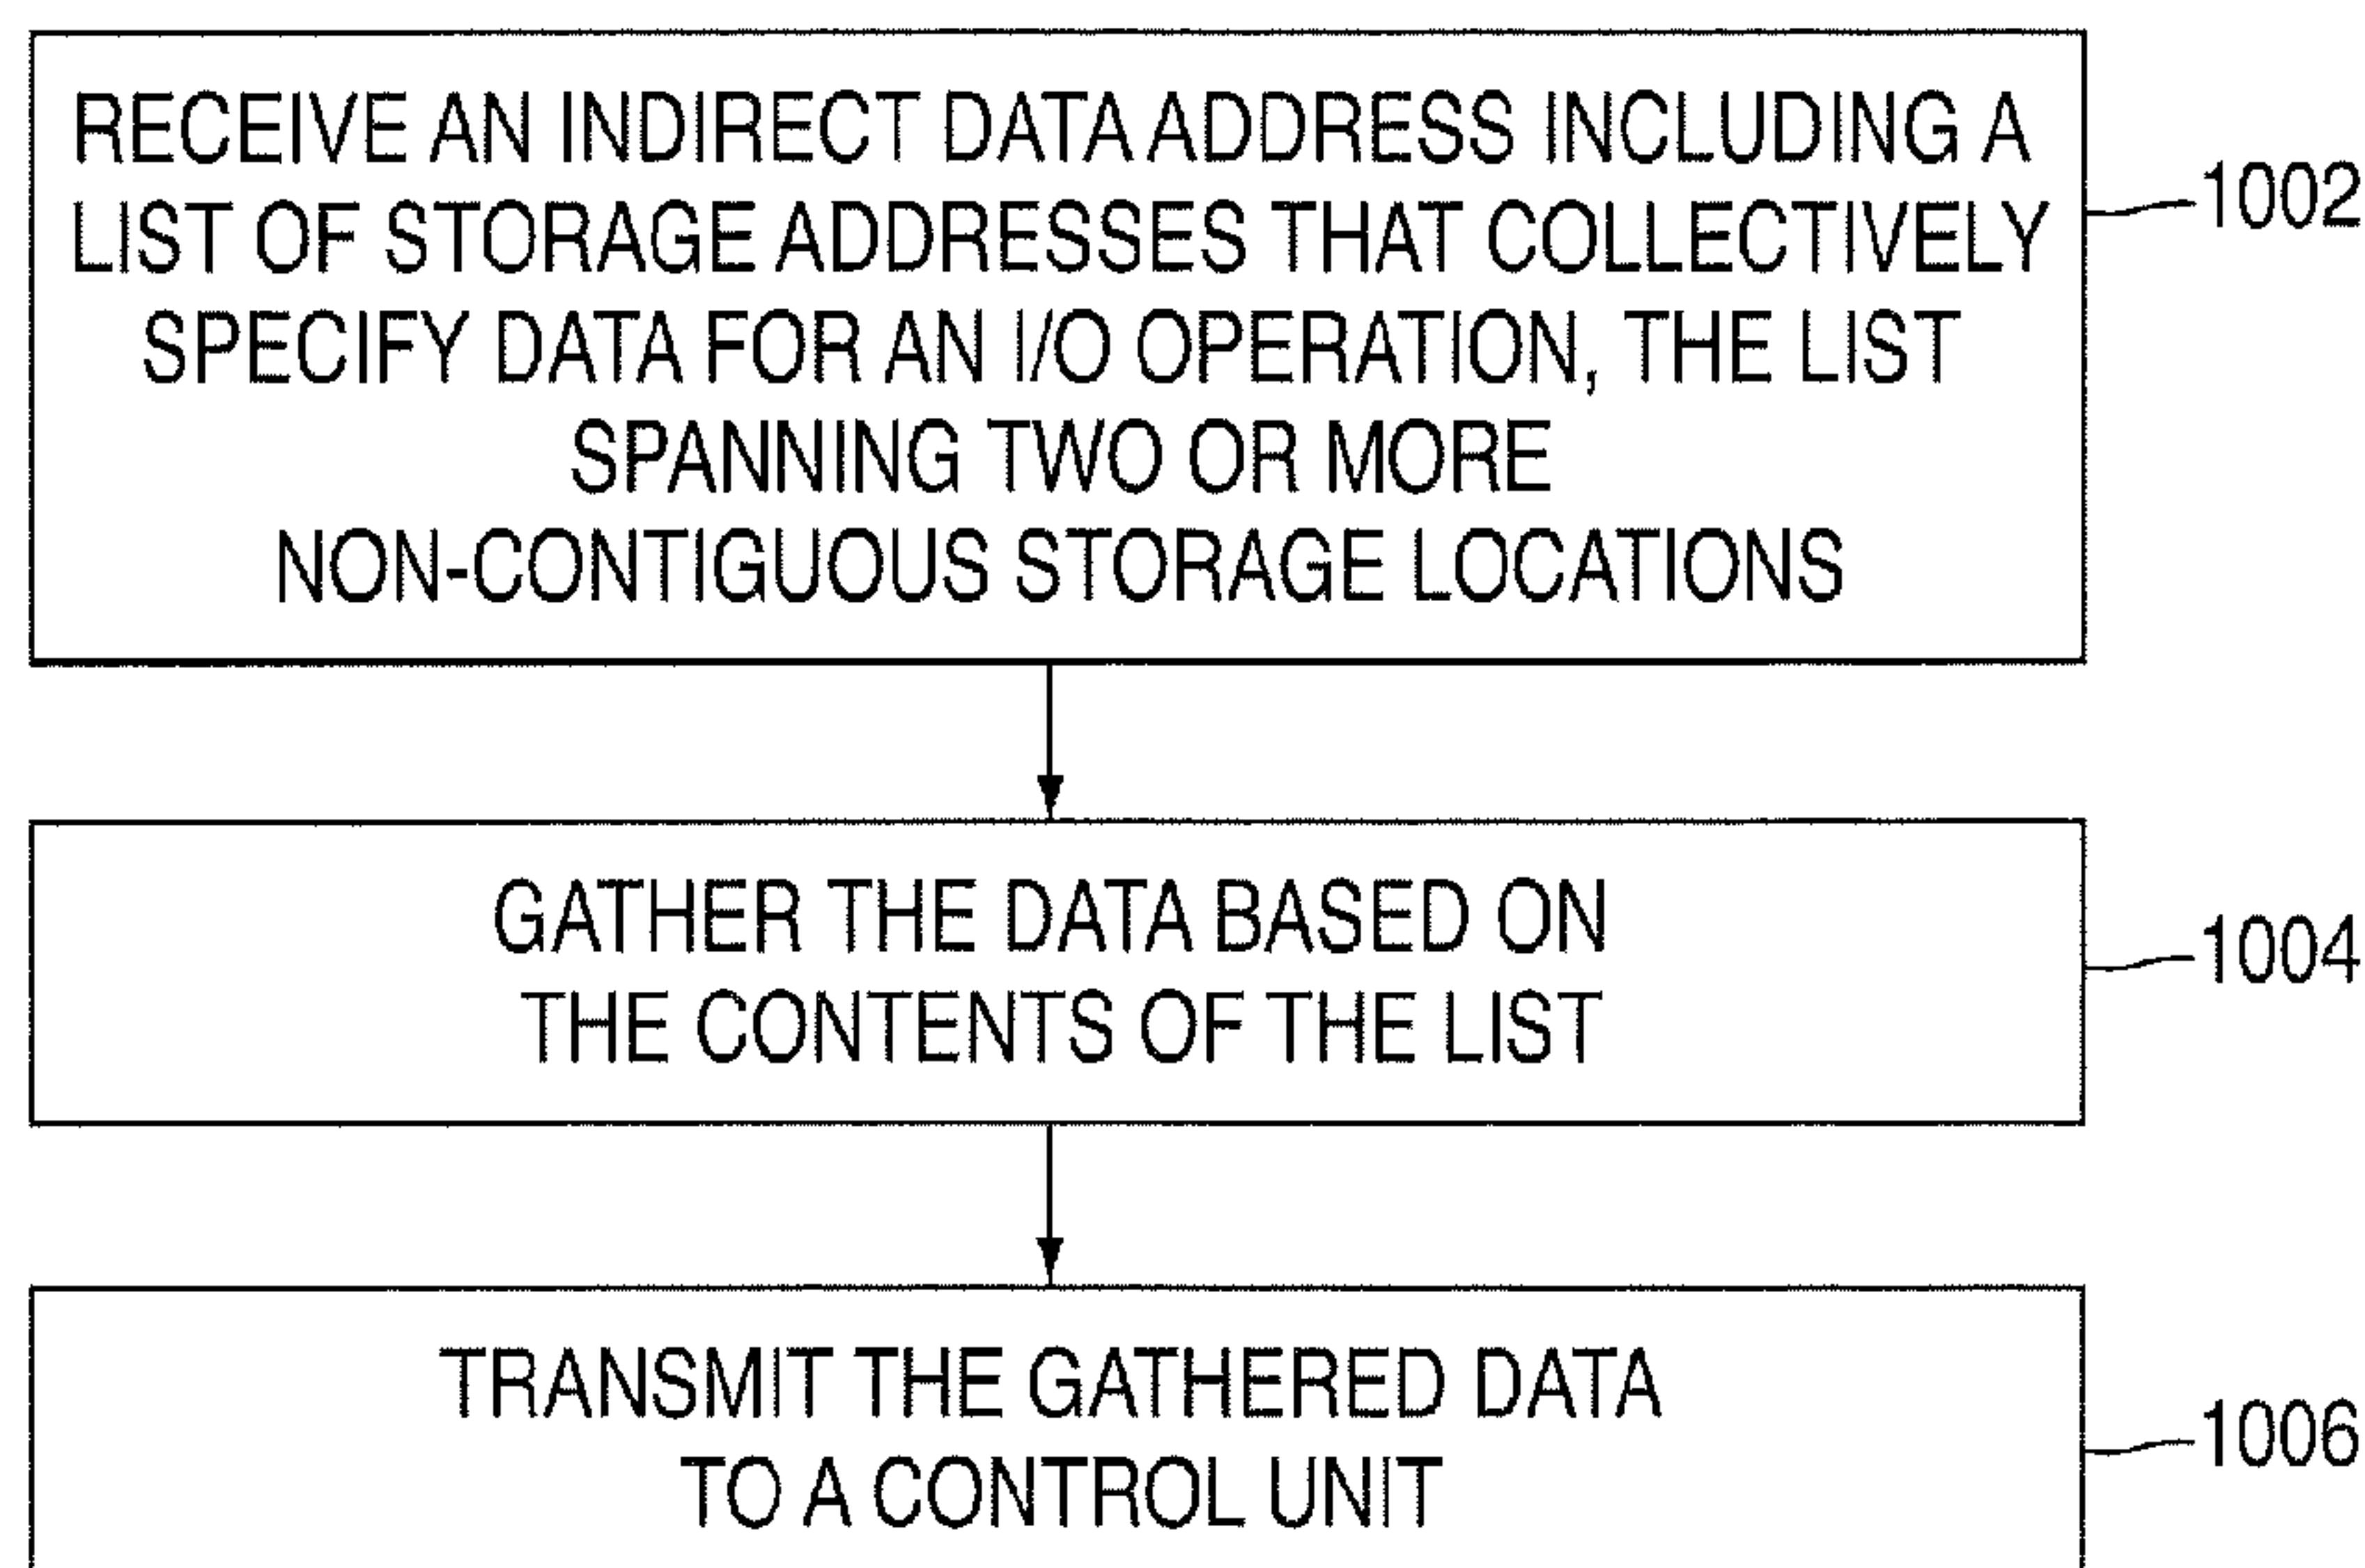 RECEIVE AN INDIRECT DATA ADDRESS INCLUDING A
LIST OF STORAGE ADDRESSES THAT COLLECTIVELY
SPECIFY DATA FOR AN I/O OPERATION, THE LIST
SPANNING TWO OR MORE
NON-CONTIGUOUS STORAGE LOCATIONS
1002
GATHER THE DATA BASED ON
THE CONTENTS OF THE LIST
1004
TRANSMIT THE GATHERED DATA
TO A CONTROL UNIT
1006